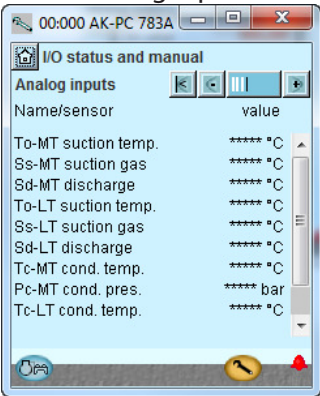 00:000 AK-PC 783A
I/O status and manual
Analog inputs
Name/sensor value
To-MT suction temp. ***** °C
Ss-MT suction gas ***** °C
Sd-MT discharge ***** °C
To-LT suction temp. ***** °C
Ss-LT suction gas ***** °C
Sd-LT discharge ***** °C
Tc-MT cond. temp. ***** °C
Pc-MT cond. pres. ***** bar
Tc-LT cond. temp. ***** °C